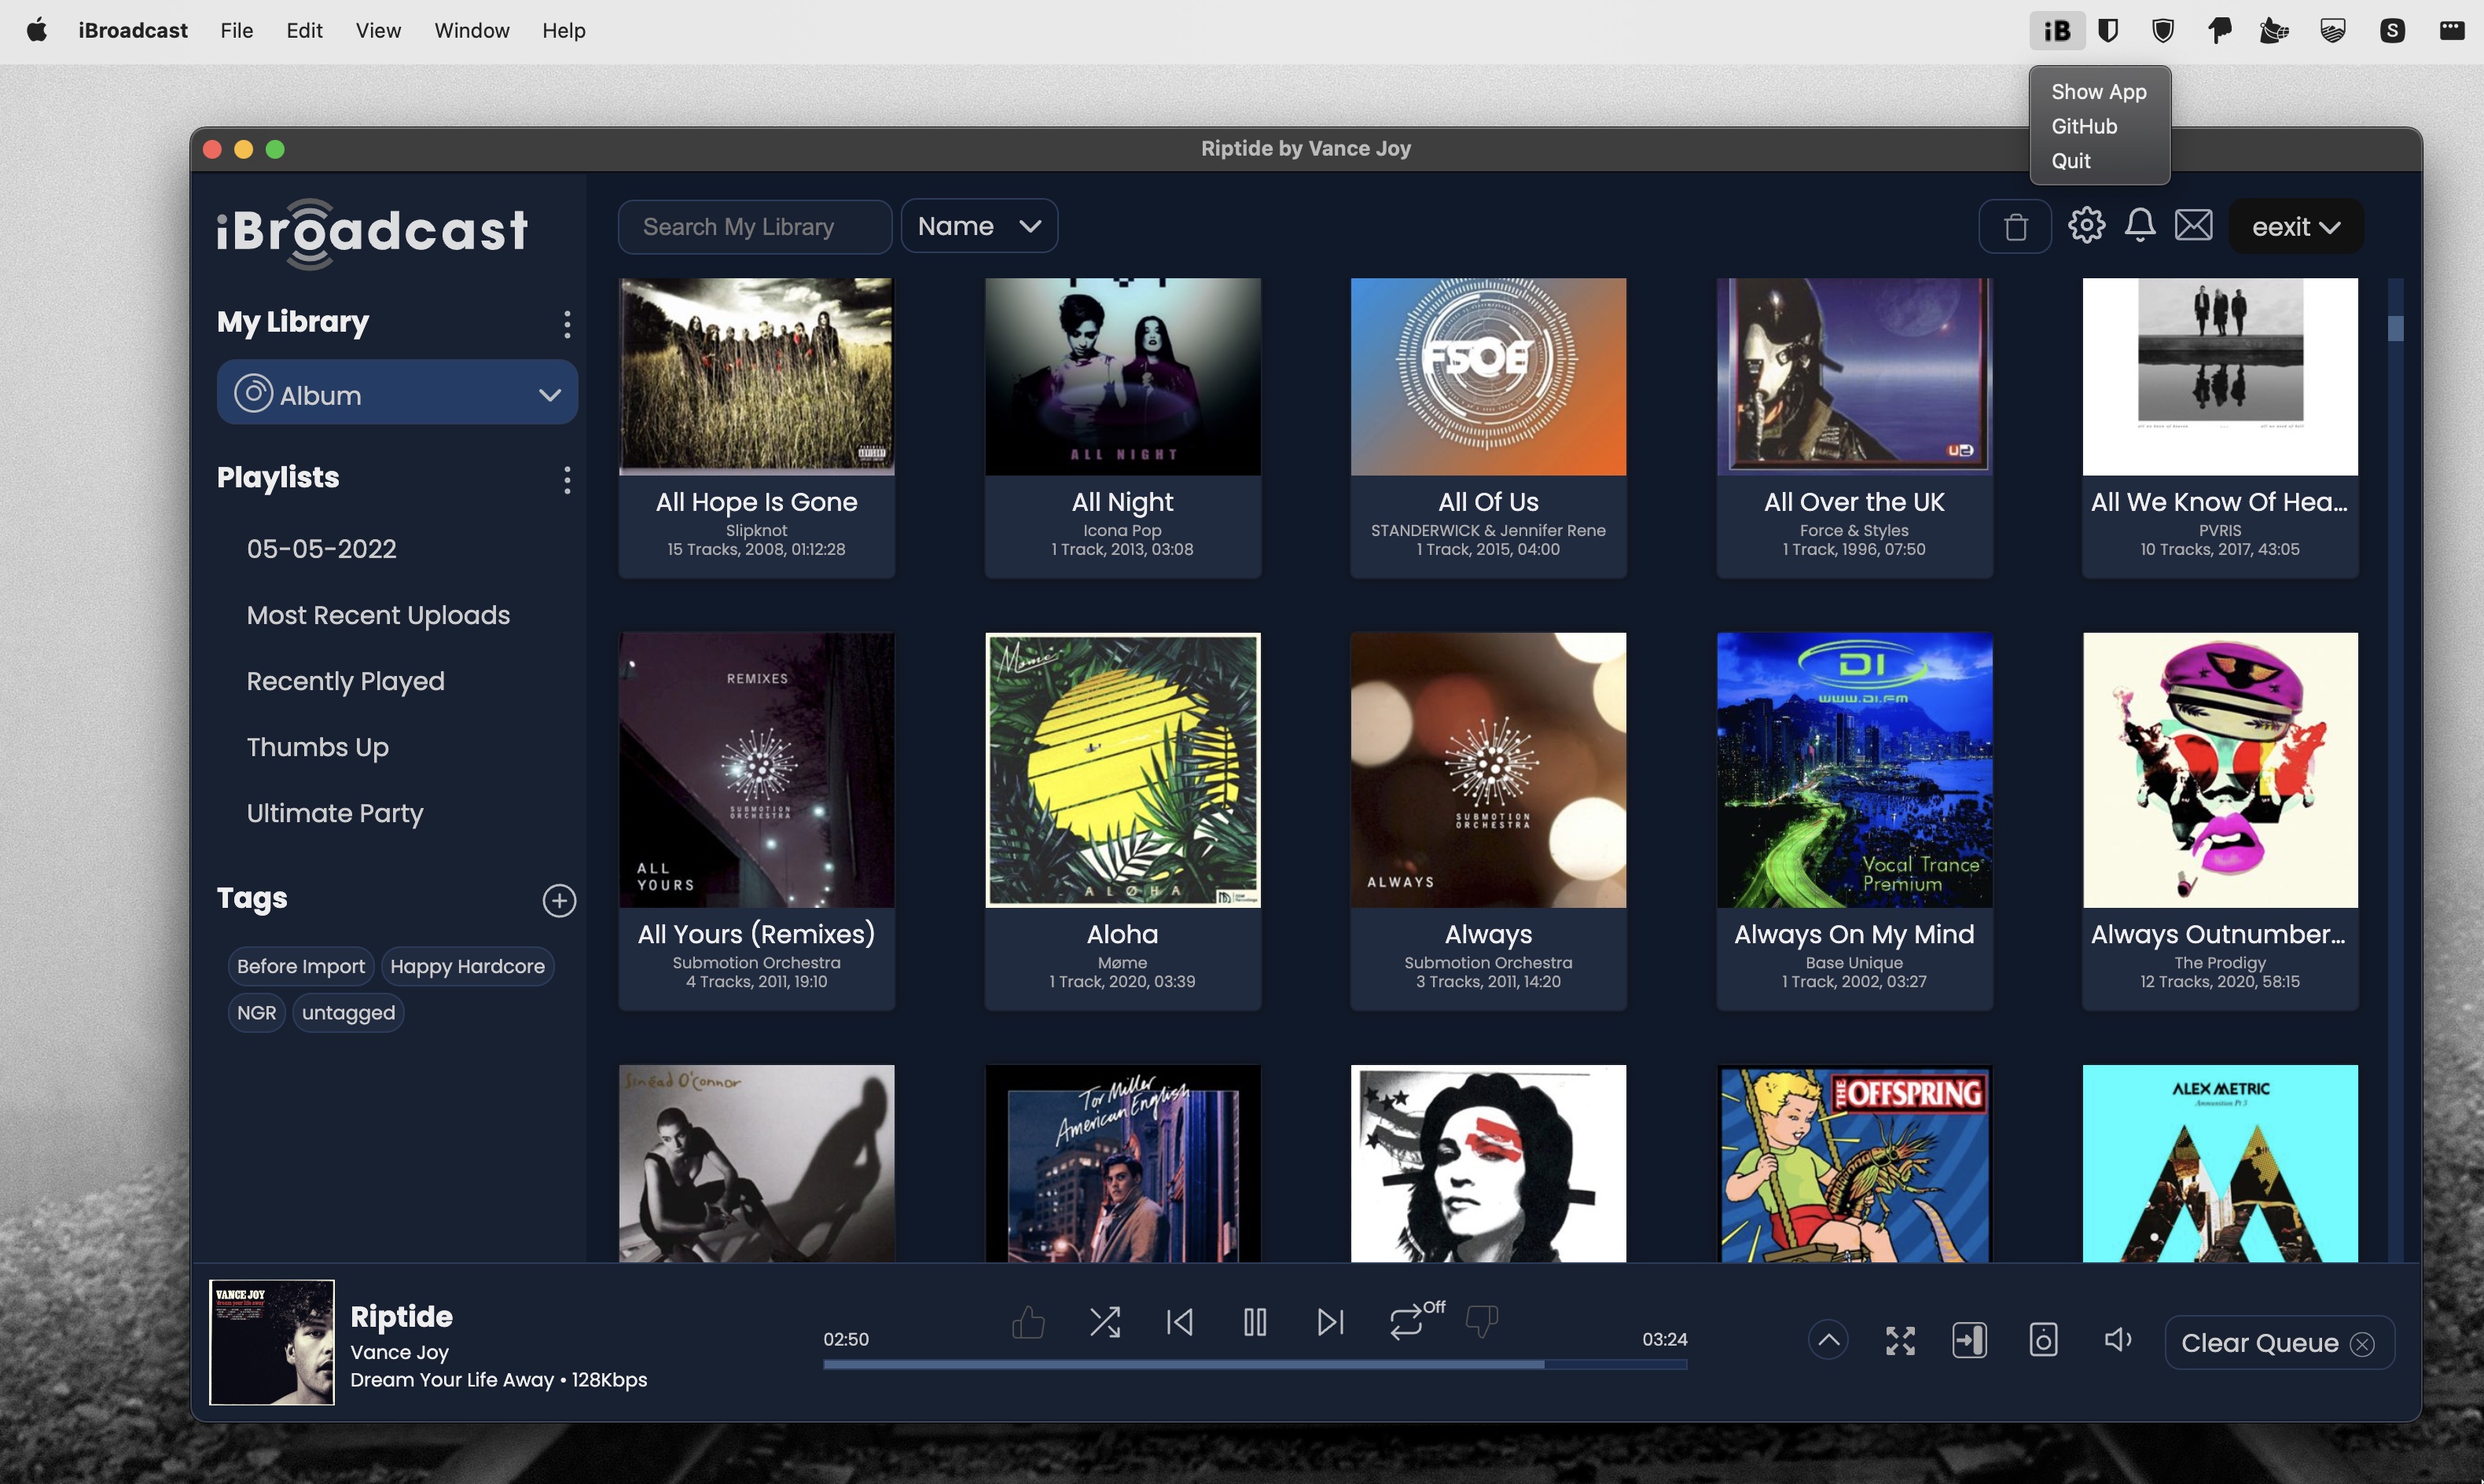 iBroadcast File Edit View Window Help
iB
S
Show App
GitHub
Quit
Riptide by Vance Joy
iBroadcast
Search My Library
Name
eexit
My Library
Album
Playlists
05-05-2022
Most Recent Uploads
Recently Played
Thumbs Up
Ultimate Party
Tags
Before Import
Happy Hardcore
NGR
untagged
ALL NIGHT
FSOE
All Hope Is Gone
Slipknot
15 Tracks, 2008, 01:12:28
All Night
Icona Pop
1 Track, 2013, 03:08
All Of Us
STANDERWICK & Jennifer Rene
1 Track, 2015, 04:00
All Over the UK
Force & Styles
1 Track, 1996, 07:50
All We Know Of Hea...
PVRIS
10 Tracks, 2017, 43:05
REMIXES
SUBMOTION
ORCHESTRA
ALL
YOURS
Møme
ALØHA
SUBMOTION
ORCHESTRA
ALWAYS
DI
WWW.DI.FM
Vocal Trance
Premium
All Yours (Remixes)
Submotion Orchestra
4 Tracks, 2011, 19:10
Aloha
Møme
1 Track, 2020, 03:39
Always
Submotion Orchestra
3 Tracks, 2011, 14:20
Always On My Mind
Base Unique
1 Track, 2002, 03:27
Always Outnumber...
The Prodigy
12 Tracks, 2020, 58:15
Sinéad O'Connor
Tor Miller
American English
THE OFFSPRING
ALEX METRIC
Ammunition Pt 3
VANCE JOY
dream your life away
Riptide
Vance Joy
Dream Your Life Away • 128Kbps
02:50
Off
03:24
Clear Queue